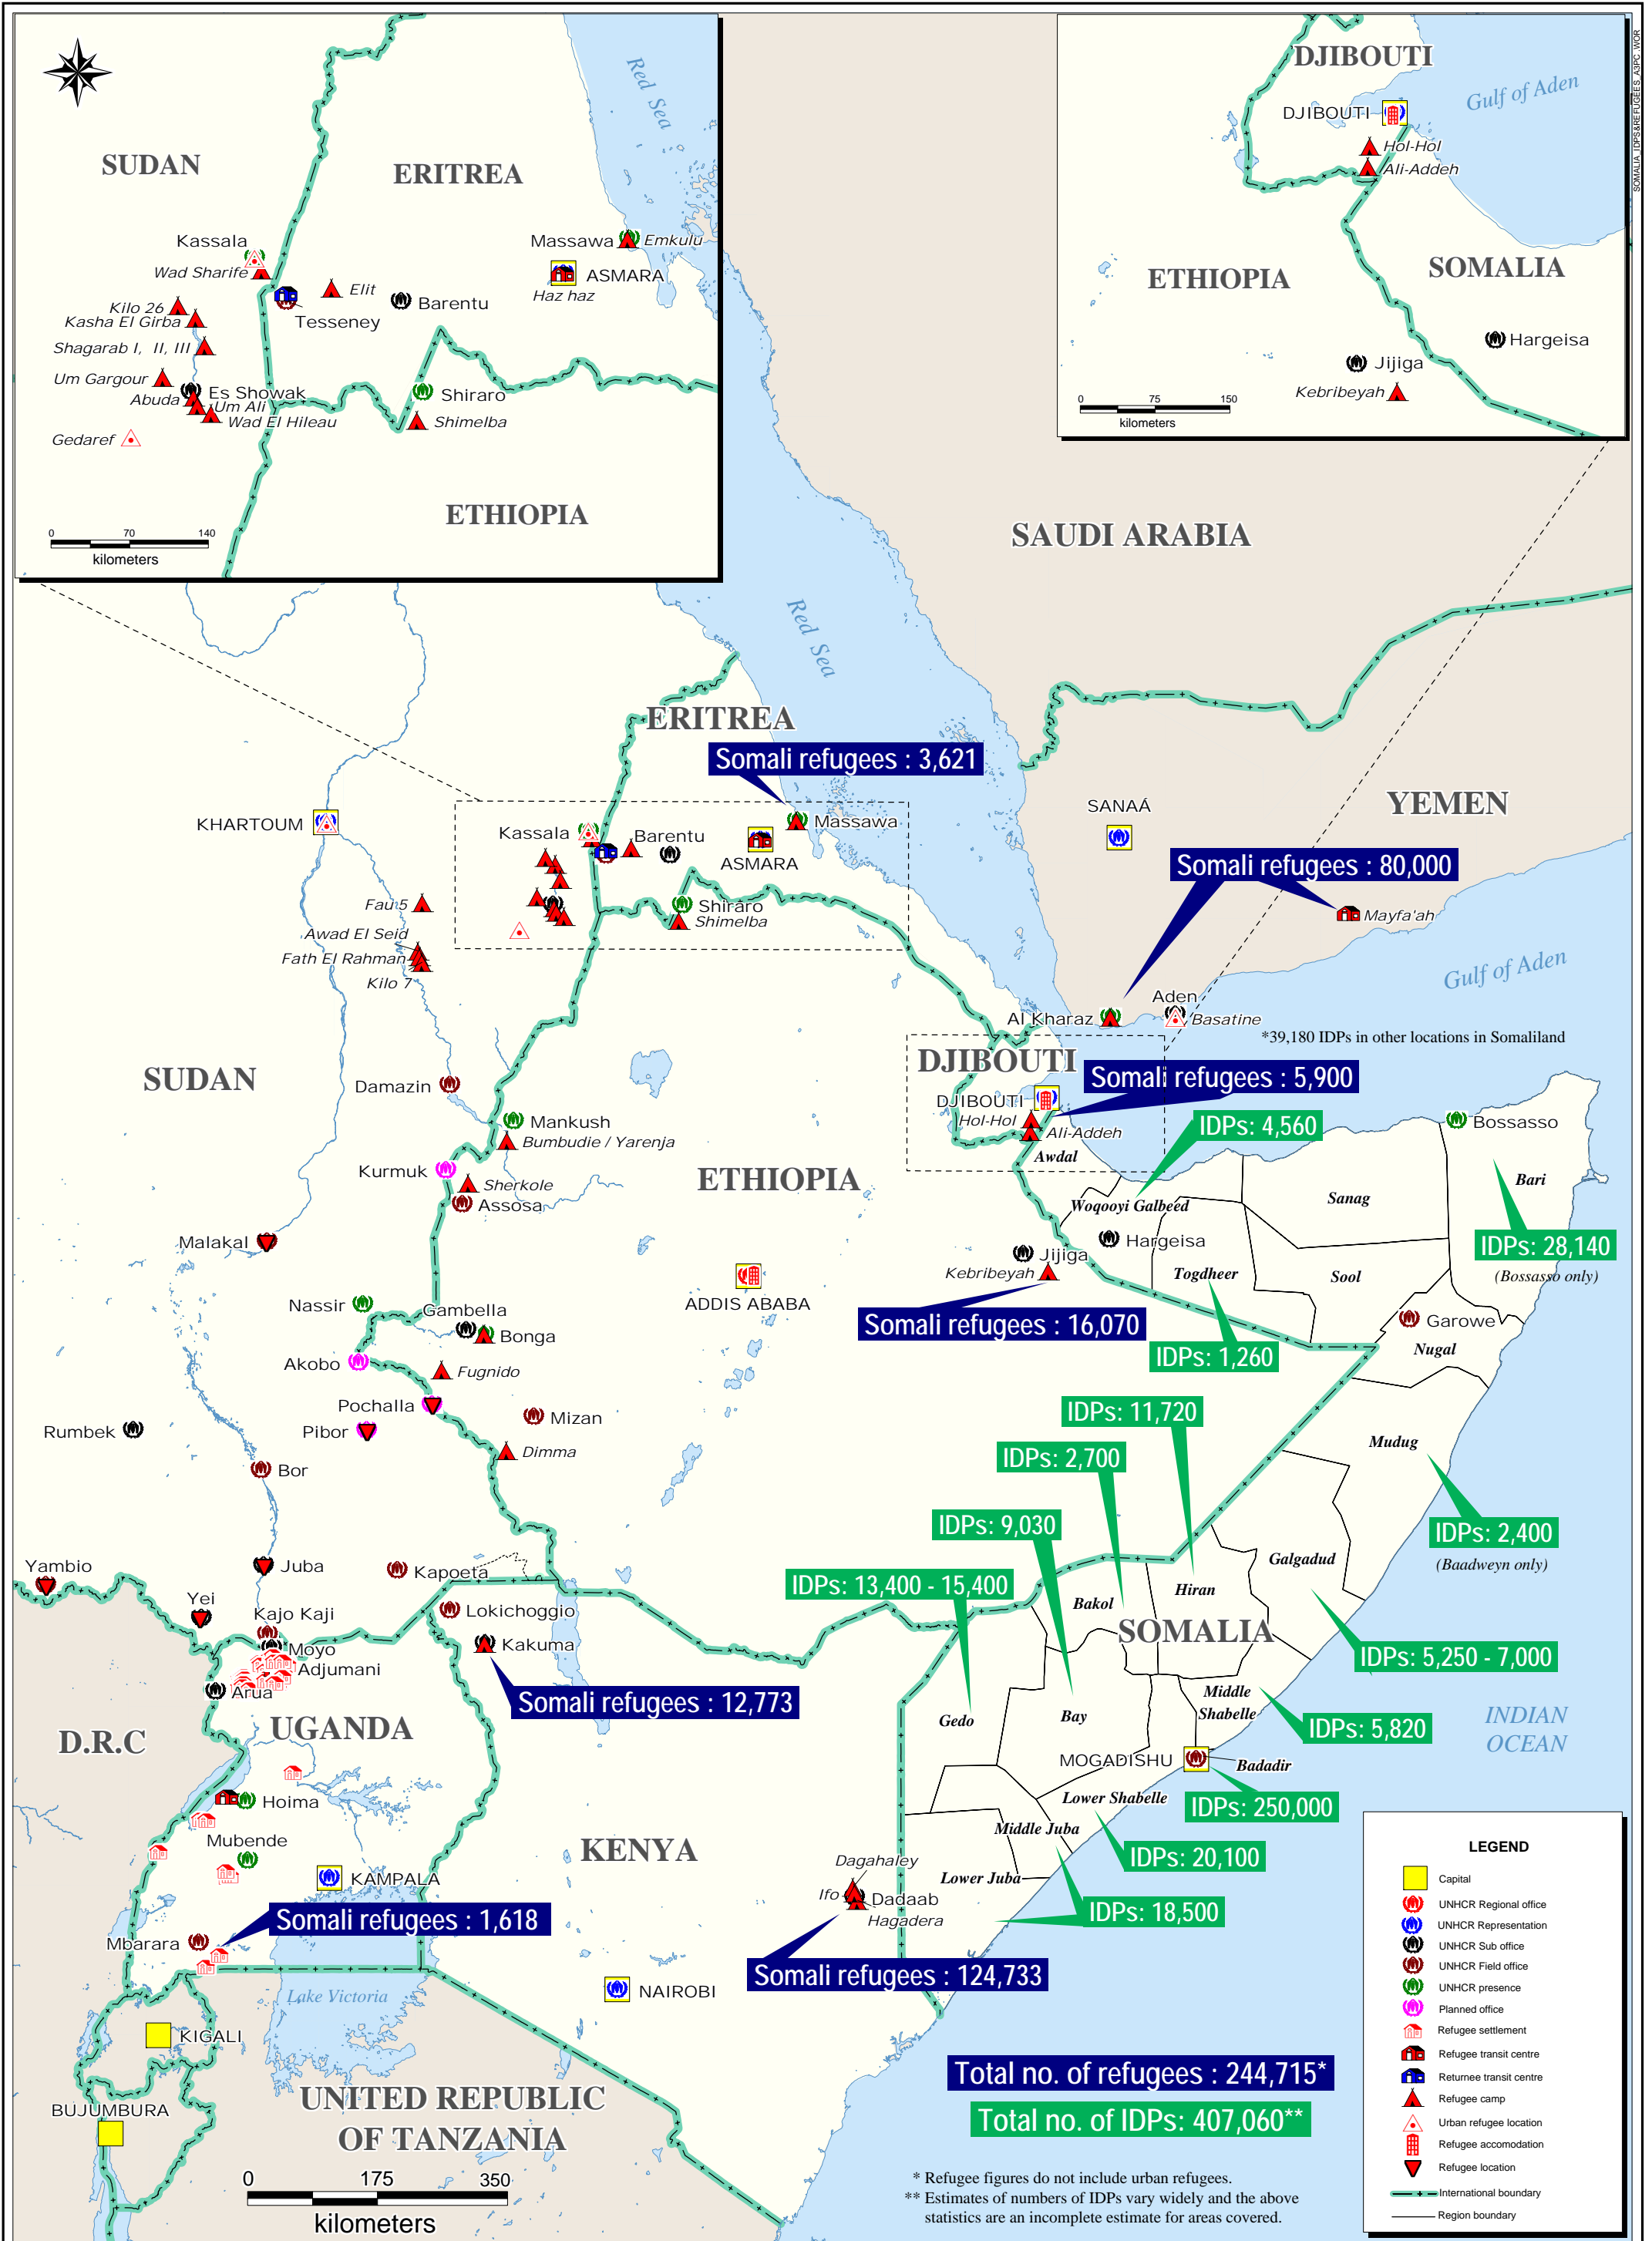 SOMALIA_IDPS&REFUGEES_A3PC.WOR
Red Sea
SUDAN
ERITREA
Kassala
Wad Sharife
Massawa
Emkulu
ASMARA
Haz haz
Elit
Barentu
Tesseney
Kilo 26
Kasha El Girba
Shagarab I, II, III
Um Gargour
Es Showak
Abuda
Um Ali
Wad El Hileau
Gedaref
Shiraro
Shimelba
ETHIOPIA
0 70 140
kilometers
DJIBOUTI
Gulf of Aden
DJIBOUTI
Hol-Hol
Ali-Addeh
ETHIOPIA
SOMALIA
Hargeisa
Jijiga
Kebribeyah
0 75 150
kilometers
SAUDI ARABIA
Red Sea
ERITREA
Somali refugees : 3,621
KHARTOUM
Kassala
Barentu
Massawa
ASMARA
SANAÁ
YEMEN
Somali refugees : 80,000
Mayfa'ah
Fau 5
Shiraro
Shimelba
Awad El Seid
Fath El Rahman
Kilo 7
Gulf of Aden
Aden
Al Kharaz
Basatine
*39,180 IDPs in other locations in Somaliland
SUDAN
DJIBOUTI
Somali refugees : 5,900
Damazin
DJIBOUTI
Hol-Hol
Ali-Addeh
Awdal
IDPs: 4,560
Bossasso
Mankush
Bumbudie / Yarenja
Kurmuk
Sherkole
Assosa
ETHIOPIA
Woqooyi Galbeed
Sanag
Bari
Malakal
Hargeisa
Jijiga
Kebribeyah
IDPs: 28,140
(Bossasso only)
Togdheer
Sool
Nassir
ADDIS ABABA
Gambella
Bonga
Somali refugees : 16,070
Garowe
Nugal
IDPs: 1,260
Akobo
Fugnido
Pochalla
Mizan
Rumbek
Pibor
IDPs: 11,720
Mudug
Dimma
IDPs: 2,700
Bor
IDPs: 9,030
IDPs: 2,400
(Baadweyn only)
Galgadud
Yambio
Juba
Kapoeta
IDPs: 13,400 - 15,400
Hiran
Bakol
Yei
Kajo Kaji
Lokichoggio
SOMALIA
Moyo
Kakuma
Adjumani
IDPs: 5,250 - 7,000
Arua
Somali refugees : 12,773
Middle
Shabelle
Gedo
Bay
INDIAN
OCEAN
IDPs: 5,820
D.R.C
UGANDA
MOGADISHU
Badadir
Hoima
Lower Shabelle
IDPs: 250,000
Mubende
KENYA
Middle Juba
IDPs: 20,100
Dagahaley
KAMPALA
Ifo
Dadaab
Hagadera
Lower Juba
IDPs: 18,500
Somali refugees : 1,618
Mbarara
Somali refugees : 124,733
NAIROBI
Lake Victoria
KIGALI
BUJUMBURA
UNITED REPUBLIC
OF TANZANIA
0 175 350
kilometers
Total no. of refugees : 244,715*
Total no. of IDPs: 407,060**
* Refugee figures do not include urban refugees.
** Estimates of numbers of IDPs vary widely and the above
statistics are an incomplete estimate for areas covered.
LEGEND
Capital
UNHCR Regional office
UNHCR Representation
UNHCR Sub office
UNHCR Field office
UNHCR presence
Planned office
Refugee settlement
Refugee transit centre
Returnee transit centre
Refugee camp
Urban refugee location
Refugee accomodation
Refugee location
International boundary
Region boundary